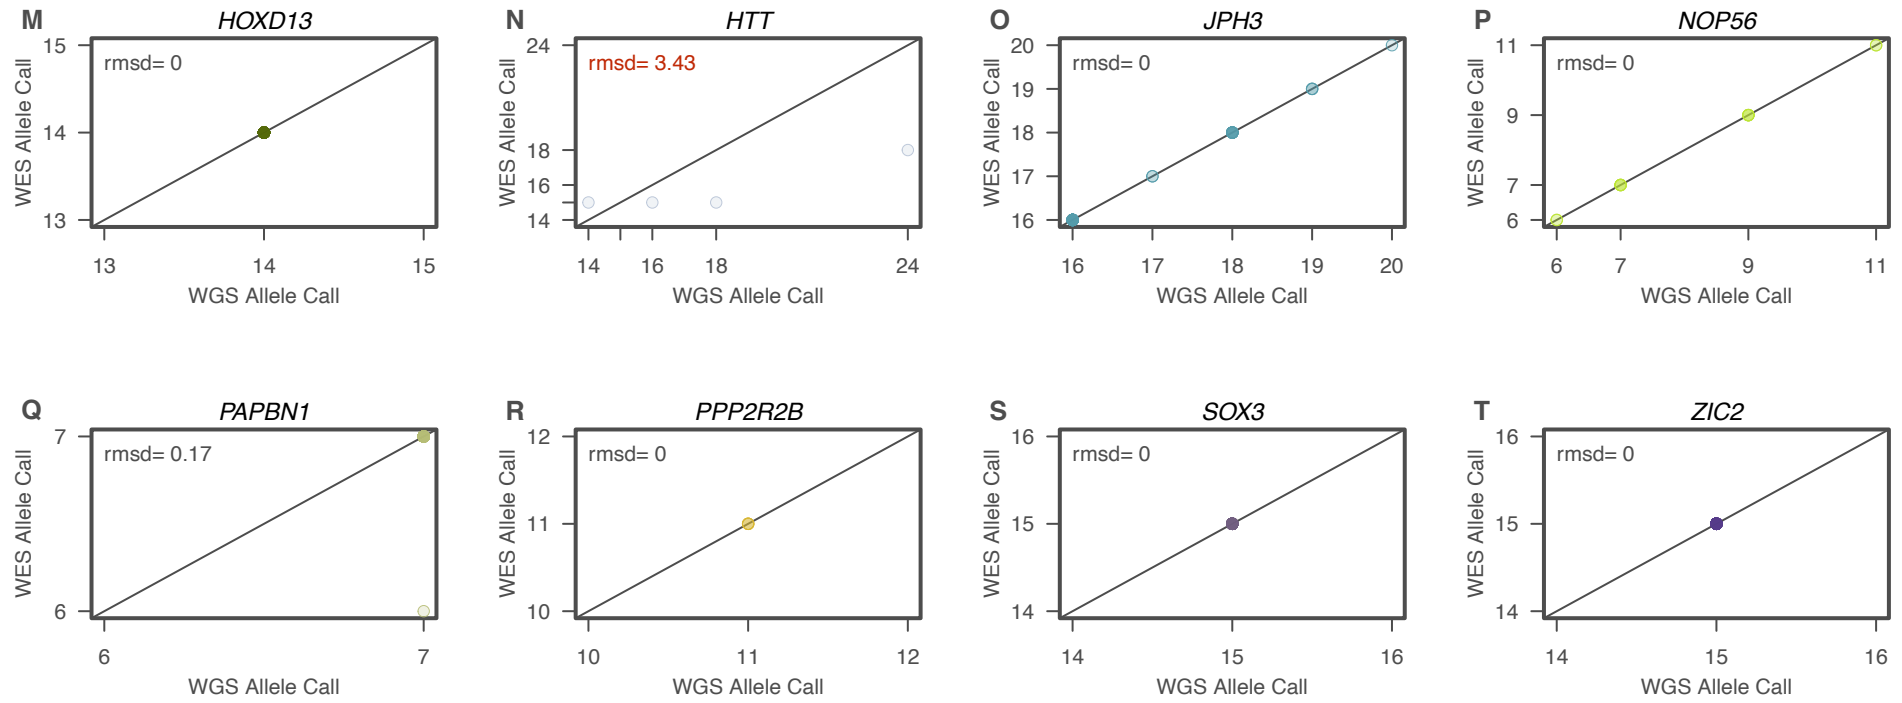 M HOXD13
rmsd= 0
WES Allele Call
15
14
13
13 14 15
WGS Allele Call
N HTT
rmsd= 3.43
WES Allele Call
24
18
16
14
14 16 18 24
WGS Allele Call
O JPH3
rmsd= 0
WES Allele Call
20
19
18
17
16
16 17 18 19 20
WGS Allele Call
P NOP56
rmsd= 0
WES Allele Call
11
9
7
6
6 7 9 11
WGS Allele Call
Q PAPBN1
rmsd= 0.17
WES Allele Call
7
6
6 7
WGS Allele Call
R PPP2R2B
rmsd= 0
WES Allele Call
12
11
10
10 11 12
WGS Allele Call
S SOX3
rmsd= 0
WES Allele Call
16
15
14
14 15 16
WGS Allele Call
T ZIC2
rmsd= 0
WES Allele Call
16
15
14
14 15 16
WGS Allele Call